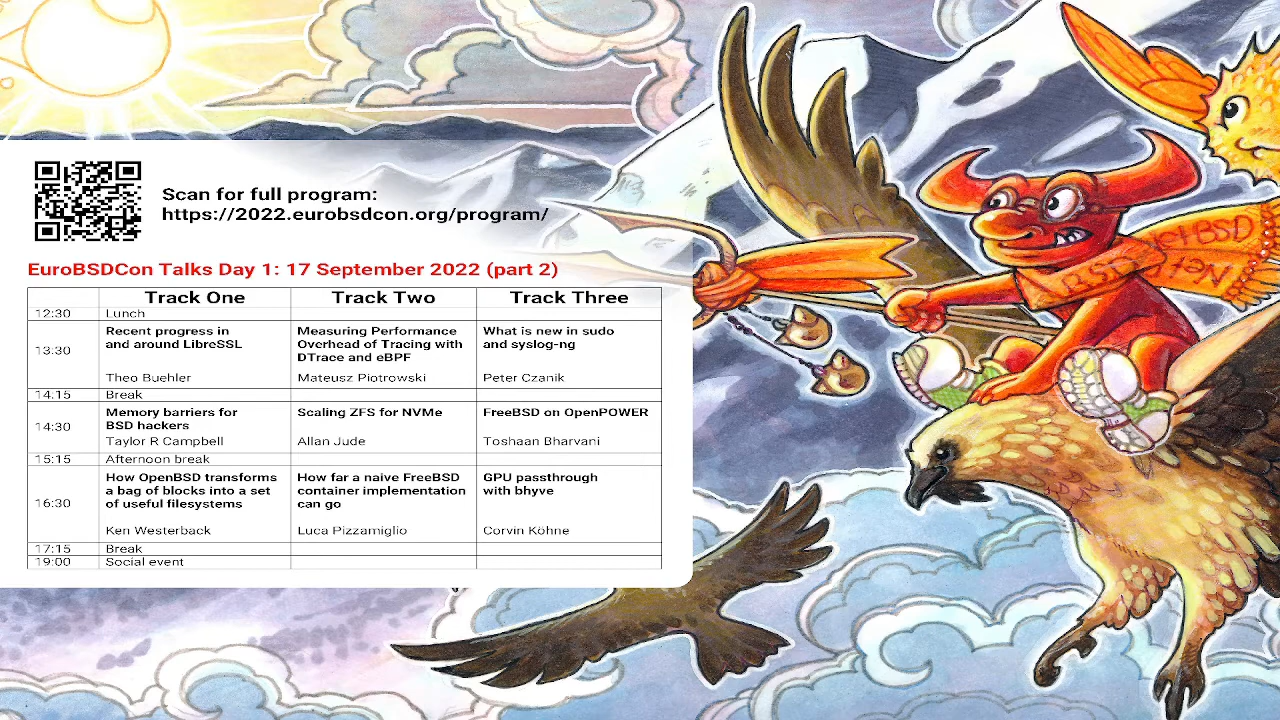 Scan for full program:
https://2022.eurobsdcon.org/program/
EuroBSDCon Talks Day 1: 17 September 2022 (part 2)
Track One Track Two Track Three
12:30 Lunch
13:30
Recent progress in
and around LibreSSL
Theo Buehler
Measuring Performance
Overhead of Tracing with
DTrace and eBPF
Mateusz Piotrowski
What is new in sudo
and syslog-ng
Peter Czanik
14:15 Break
14:30
Memory barriers for
BSD hackers
Taylor R Campbell
Scaling ZFS for NVMe
Allan Jude
FreeBSD on OpenPOWER
Toshaan Bharvani
15:15 Afternoon break
16:30
How OpenBSD transforms
a bag of blocks into a set
of useful filesystems
Ken Westerback
How far a naive FreeBSD
container implementation
can go
Luca Pizzamiglio
GPU passthrough
with bhyve
Corvin Köhne
17:15 Break
19:00 Social event
NetBSD